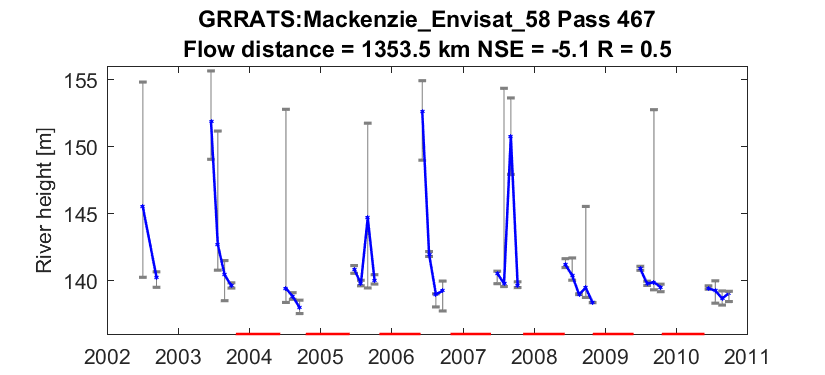 GRRATS:Mackenzie_Envisat_58 Pass 467
Flow distance = 1353.5 km NSE = -5.1 R = 0.5
155
150
145
140
River height [m]
2002 2003 2004 2005 2006 2007 2008 2009 2010 2011